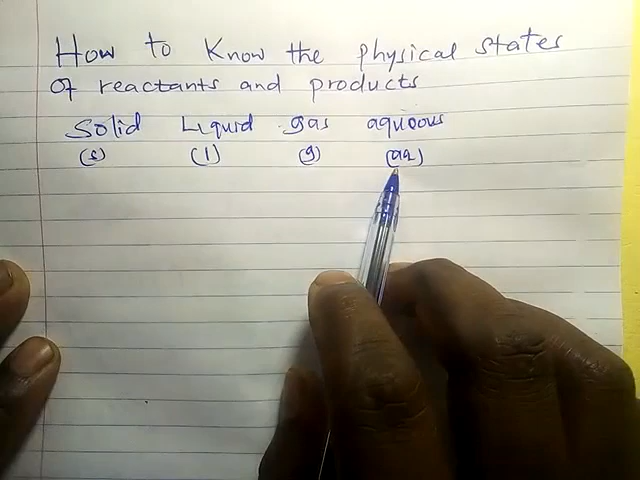 How to Know the physical states
of reactants and products
Solid Liquid gas aqueous
(s) (l) (g) (aq)